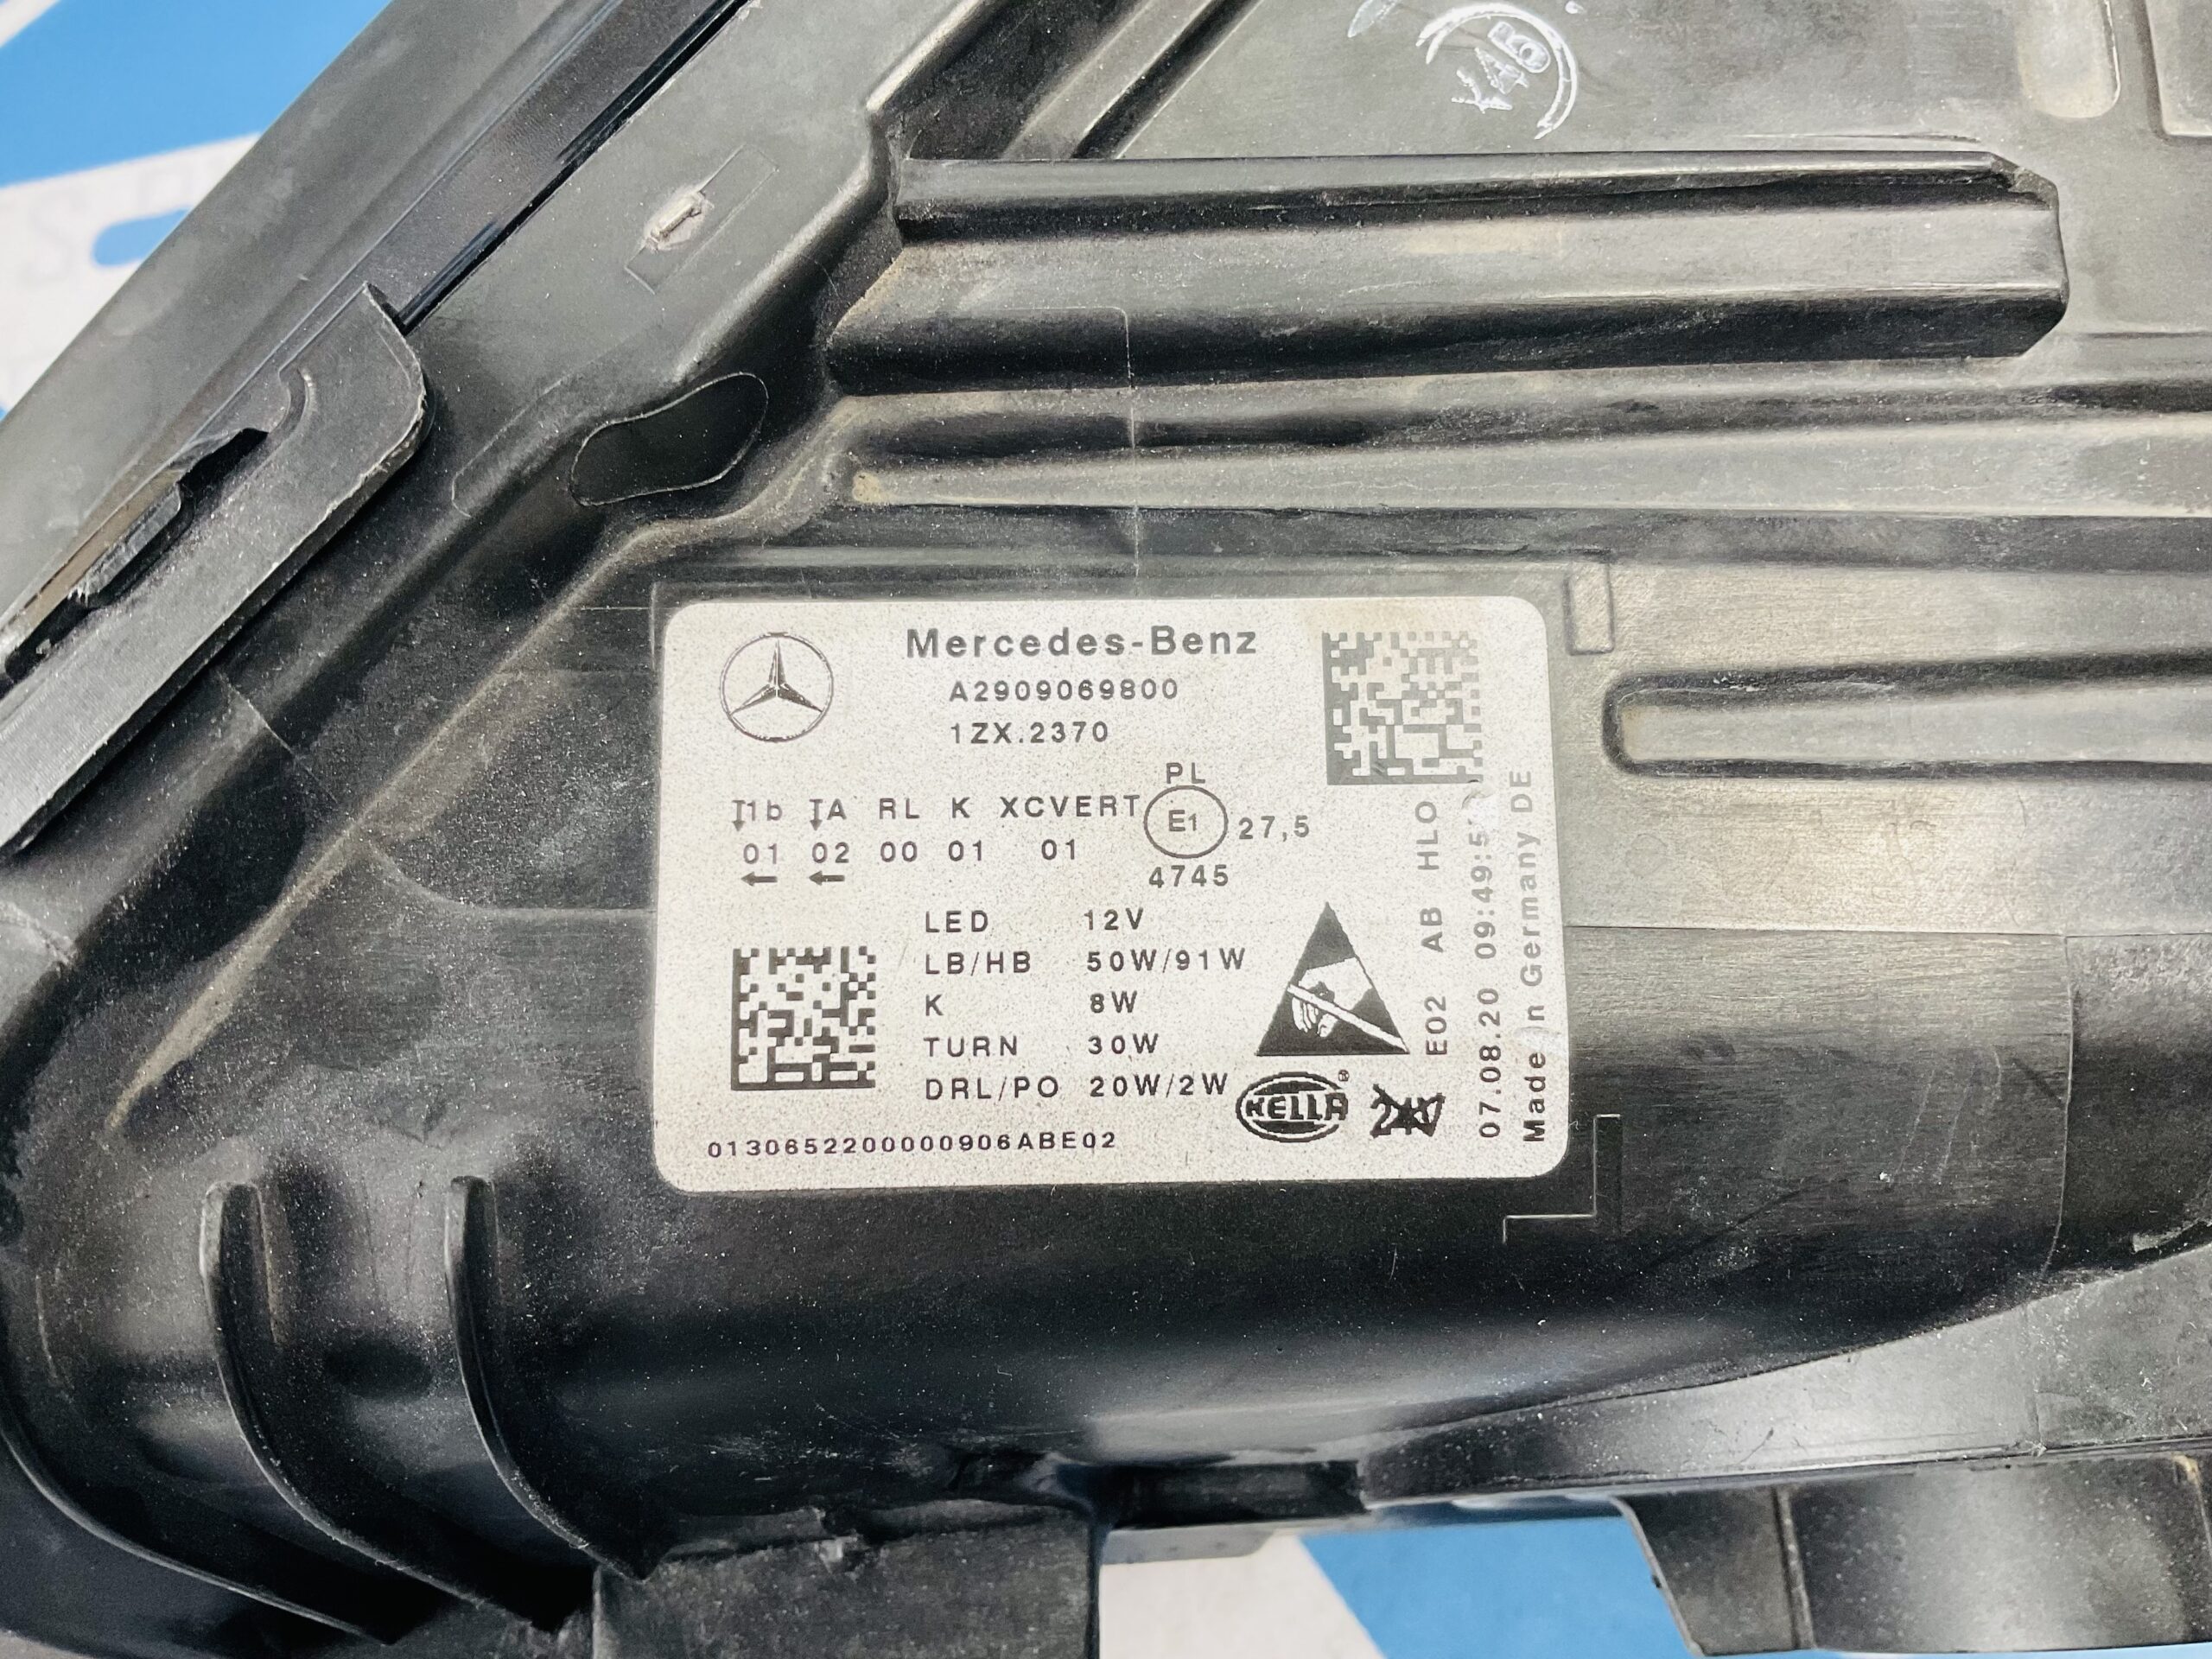 K45
Mercedes-Benz
A2909069800
1ZX.2370
PL
1b A RL K XCVERT E1 27,5
01 02 00 01 01
4745
LED 12V
LB/HB 50W/91W
K 8W
TURN 30W
DRL/PO 20W/2W
HELLA ®
0130652200000906ABE02
E02 AB HLO
07.08.20 09:49:5
Made in Germany DE